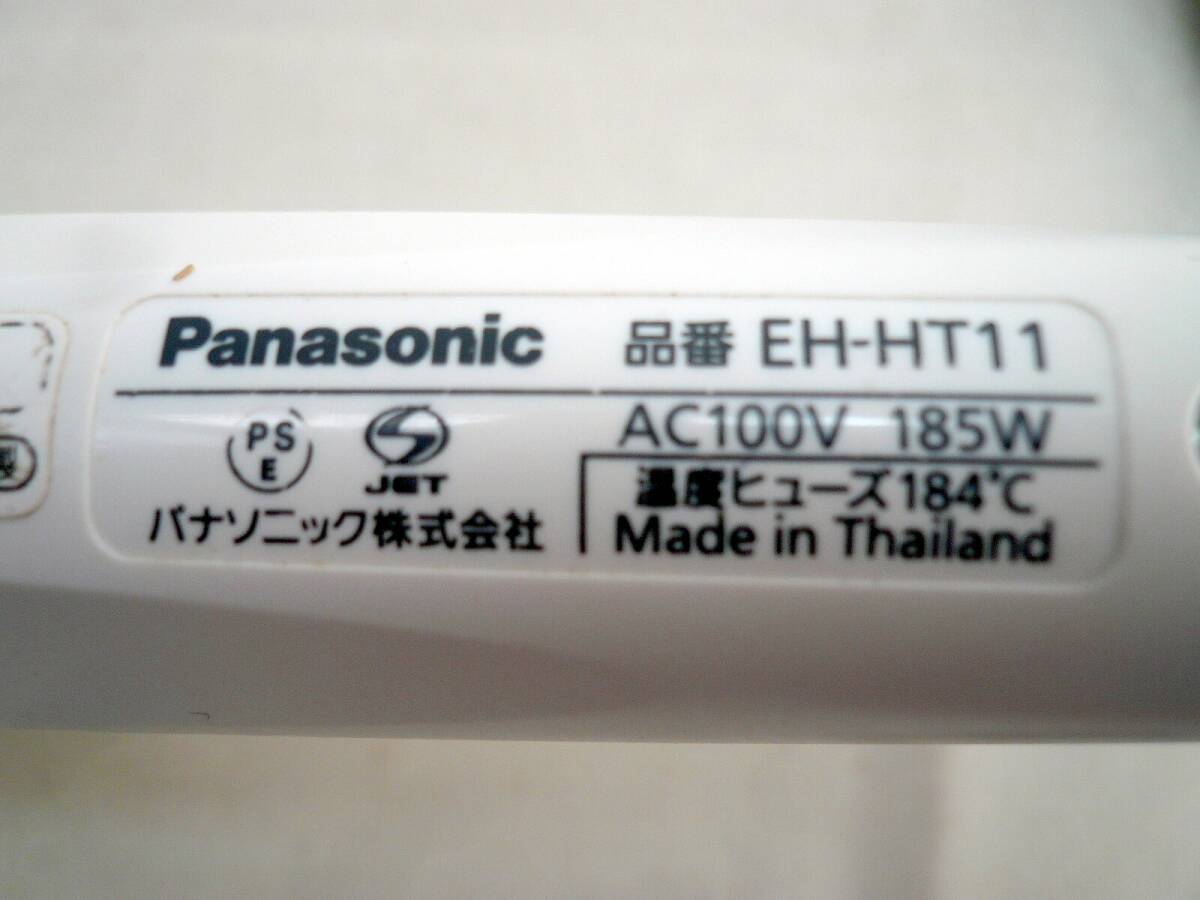 Panasonic 品番 EH-HT11
PS
E
JET
パナソニック株式会社
AC100V 185W
温度ヒューズ184℃
Made in Thailand
製